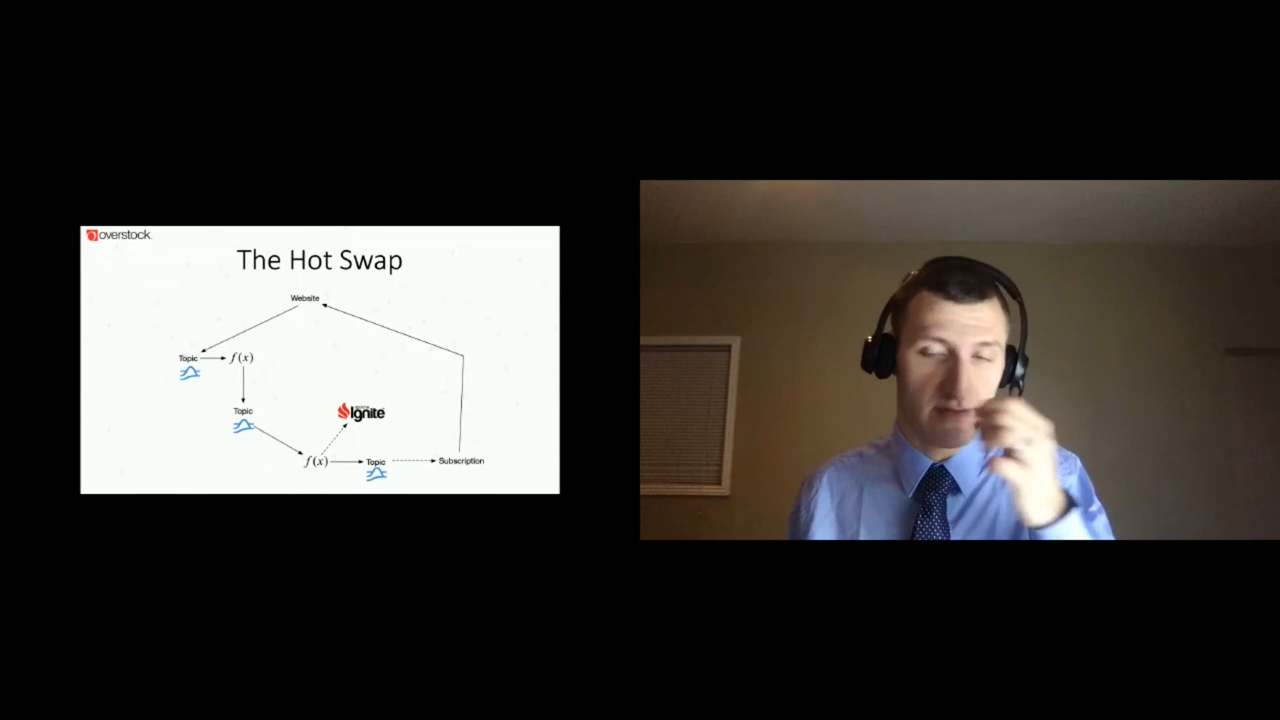 overstock.
The Hot Swap
Website
Topic
f(x)
Topic
Ignite
f(x)
Topic
Subscription